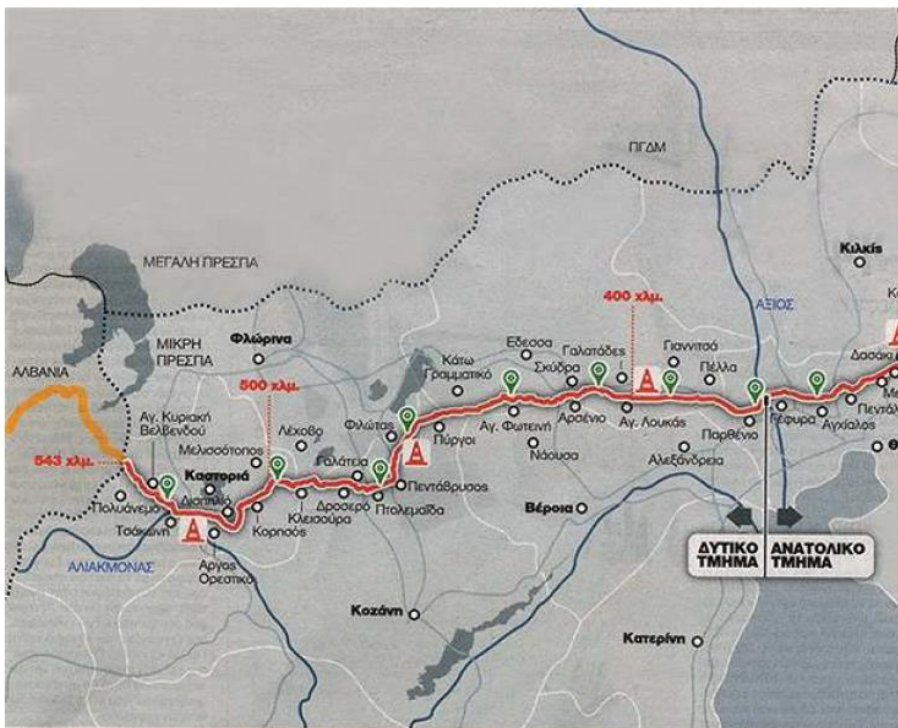 ΠΓΔΜ
ΜΕΓΑΛΗ ΠΡΕΣΠΑ
Κιλκίς
400 χλμ.
ΑΞΙΟΣ
ΜΙΚΡΗ
ΠΡΕΣΠΑ
Φλώρινα
Έδεσσα
Γαλατάδες
Γιαννιτσά
Κάτω
Γραμματικό
Σκύδρα
Πέλλα
Δασάκι
ΑΛΒΑΝΙΑ
500 χλμ.
Αγ. Κυριακή
Βελβενδού
Λέχοβο
Φιλώτας
Πύργοι
Αγ. Φωτεινή
Αρσένιο
Αγ. Λουκάς
Παρθένιο
Γέφυρα
Αγχίαλος
Μελισσότοπος
Νάουσα
Αλεξάνδρεια
543 χλμ.
Καστοριά
Γαλάτεια
Πεντάβρυσος
Πολυάνεμο
Δισπηλιό
Κλεισούρα
Δροσερό
Πτολεμαΐδα
Τσάκωνη
Κορησός
Βέροια
ΑΛΙΑΚΜΟΝΑΣ
Αργος
Ορεστικό
ΔΥΤΙΚΟ
ΤΜΗΜΑ
ΑΝΑΤΟΛΙΚΟ
ΤΜΗΜΑ
Κοζάνη
Κατερίνη